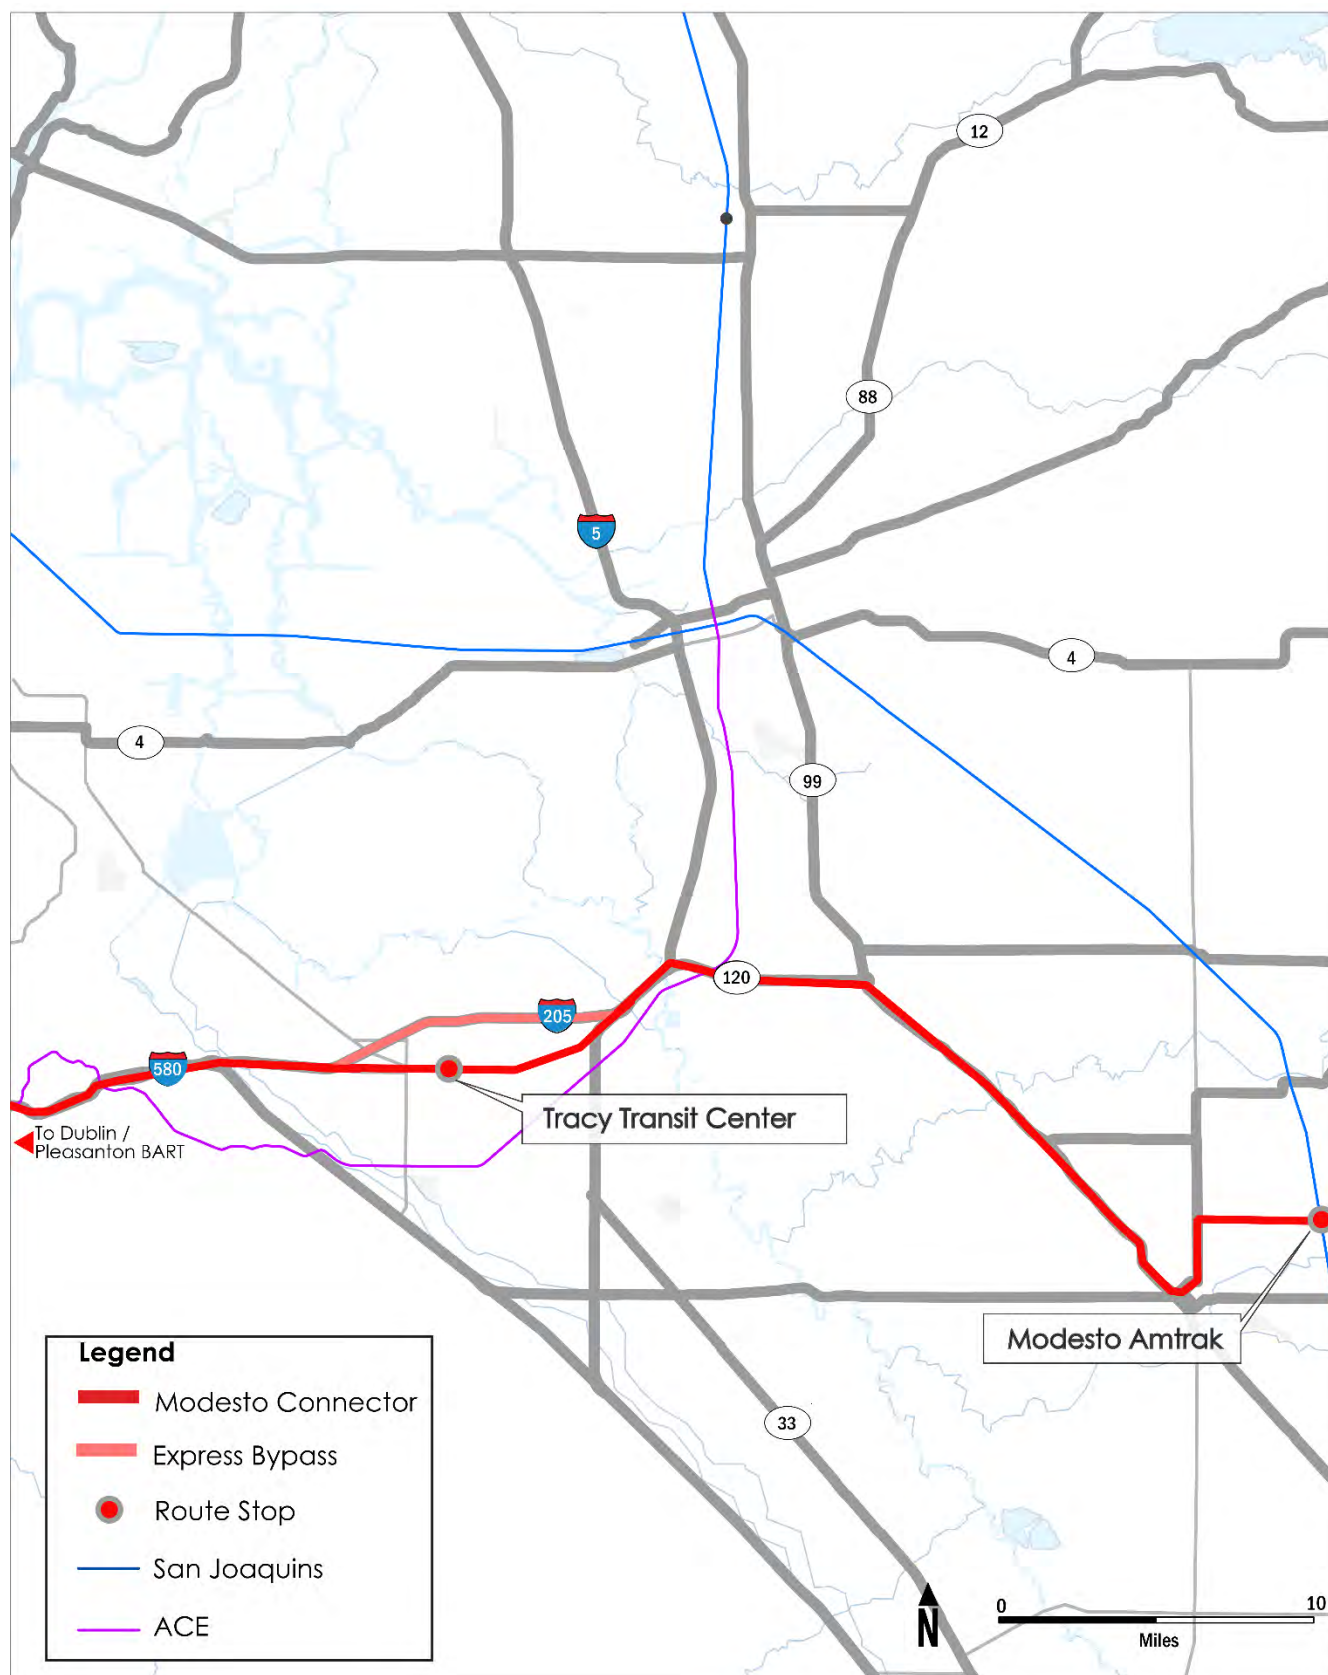 12
88
5
4
4
99
120
205
580
Tracy Transit Center
To Dublin /
Pleasanton BART
Modesto Amtrak
33
Legend
Modesto Connector
Express Bypass
Route Stop
San Joaquins
ACE
N
0 10
Miles